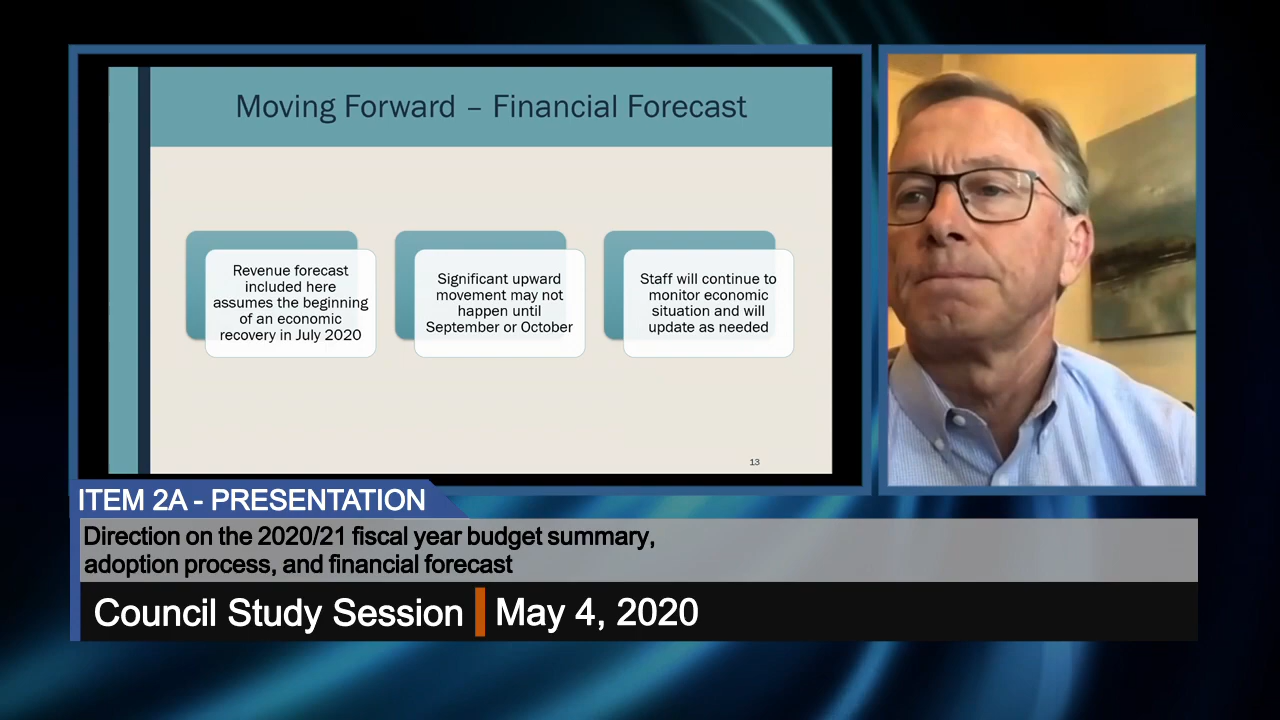 Moving Forward – Financial Forecast
Revenue forecast
included here
assumes the beginning
of an economic
recovery in July 2020
Significant upward
movement may not
happen until
September or October
Staff will continue to
monitor economic
situation and will
update as needed
13
ITEM 2A - PRESENTATION
Direction on the 2020/21 fiscal year budget summary,
adoption process, and financial forecast
Council Study Session May 4, 2020